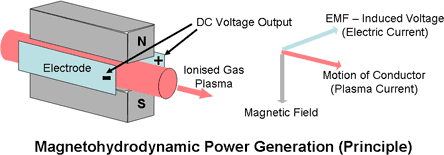 DC Voltage Output
N
Electrode
-
+
S
Ionised Gas
Plasma
EMF – Induced Voltage
(Electric Current)
Motion of Conductor
(Plasma Current)
Magnetic Field
Magnetohydrodynamic Power Generation (Principle)